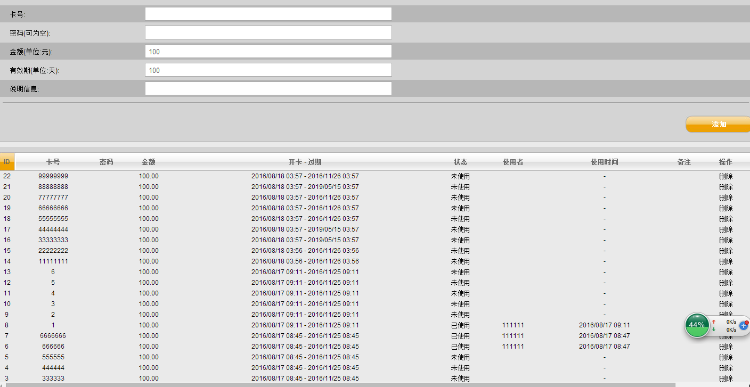 卡号:
密码(可为空):
金额(单位:元): 100
有效期(单位:天): 100
说明信息:
添加
ID 卡号 密码 金额 开卡 - 过期 状态 使用者 使用时间 备注 操作
22 99999999 100.00 2016/08/18 03:57 - 2016/11/26 03:57 未使用 - 删除
21 88888888 100.00 2016/08/18 03:57 - 2019/05/15 03:57 未使用 - 删除
20 77777777 100.00 2016/08/18 03:57 - 2016/11/26 03:57 未使用 - 删除
19 66666666 100.00 2016/08/18 03:57 - 2016/11/26 03:57 未使用 - 删除
18 55555555 100.00 2016/08/18 03:57 - 2016/11/26 03:57 未使用 - 删除
17 44444444 100.00 2016/08/18 03:57 - 2019/05/15 03:57 未使用 - 删除
16 33333333 100.00 2016/08/18 03:57 - 2019/05/15 03:57 未使用 - 删除
15 22222222 100.00 2016/08/18 03:56 - 2016/11/26 03:56 未使用 - 删除
14 11111111 100.00 2016/08/18 03:56 - 2016/11/26 03:56 未使用 - 删除
13 6 100.00 2016/08/17 09:11 - 2016/11/25 09:11 未使用 - 删除
12 5 100.00 2016/08/17 09:11 - 2016/11/25 09:11 未使用 - 删除
11 4 100.00 2016/08/17 09:11 - 2016/11/25 09:11 未使用 - 删除
10 3 100.00 2016/08/17 09:11 - 2016/11/25 09:11 未使用 - 删除
9 2 100.00 2016/08/17 09:11 - 2016/11/25 09:11 未使用 - 删除
8 1 100.00 2016/08/17 09:11 - 2016/11/25 09:11 已使用 111111 2016/08/17 09:11
7 6666666 100.00 2016/08/17 08:45 - 2016/11/25 08:45 已使用 111111 2016/08/17 08:47
6 666666 100.00 2016/08/17 08:45 - 2016/11/25 08:45 已使用 111111 2016/08/17 08:47 删除
5 555555 100.00 2016/08/17 08:45 - 2016/11/25 08:45 未使用 - 删除
4 444444 100.00 2016/08/17 08:45 - 2016/11/25 08:45 未使用 - 删除
3 333333 100.00 2016/08/17 08:45 - 2016/11/25 08:45 未使用 - 删除
44%
0K/s
0K/s